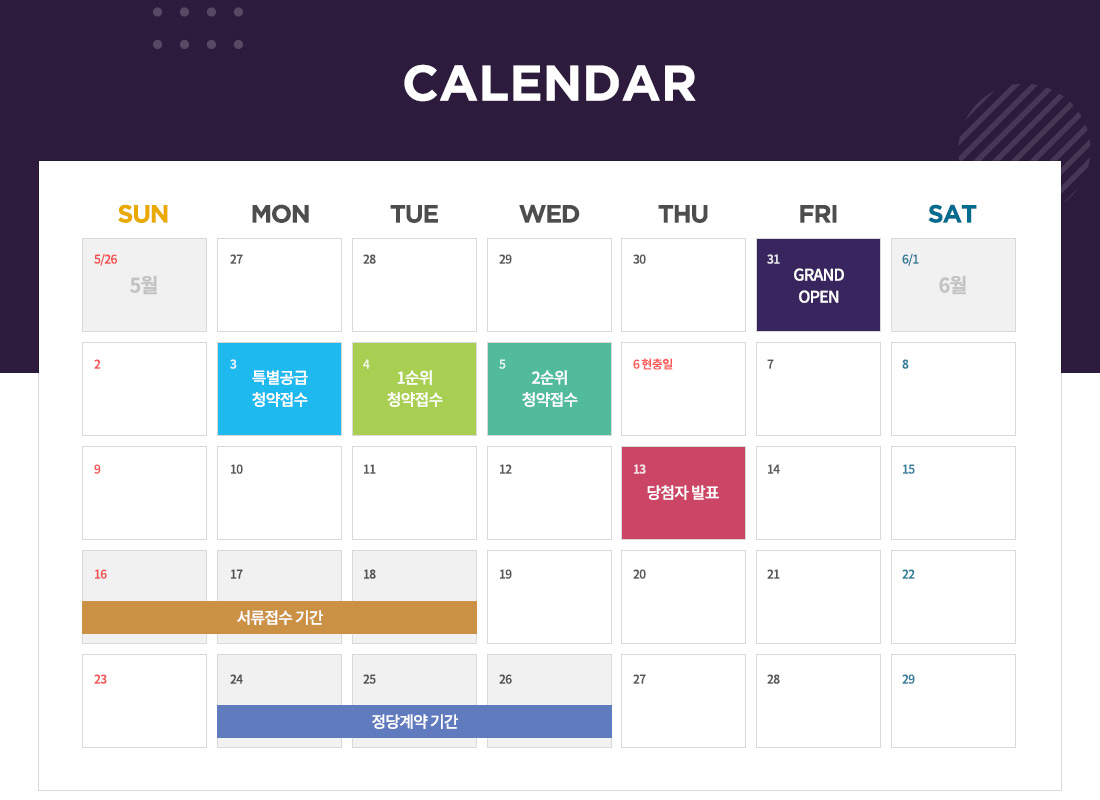 CALENDAR
SUN MON TUE WED THU FRI SAT
5/26 27 28 29 30 31 6/1
5월 GRAND 6월
OPEN
2 3 4 5 6 현충일 7 8
특별공급 1순위 2순위
청약접수 청약접수 청약접수
9 10 11 12 13 14 15
당첨자 발표
16 17 18 19 20 21 22
서류접수 기간
23 24 25 26 27 28 29
정당계약 기간